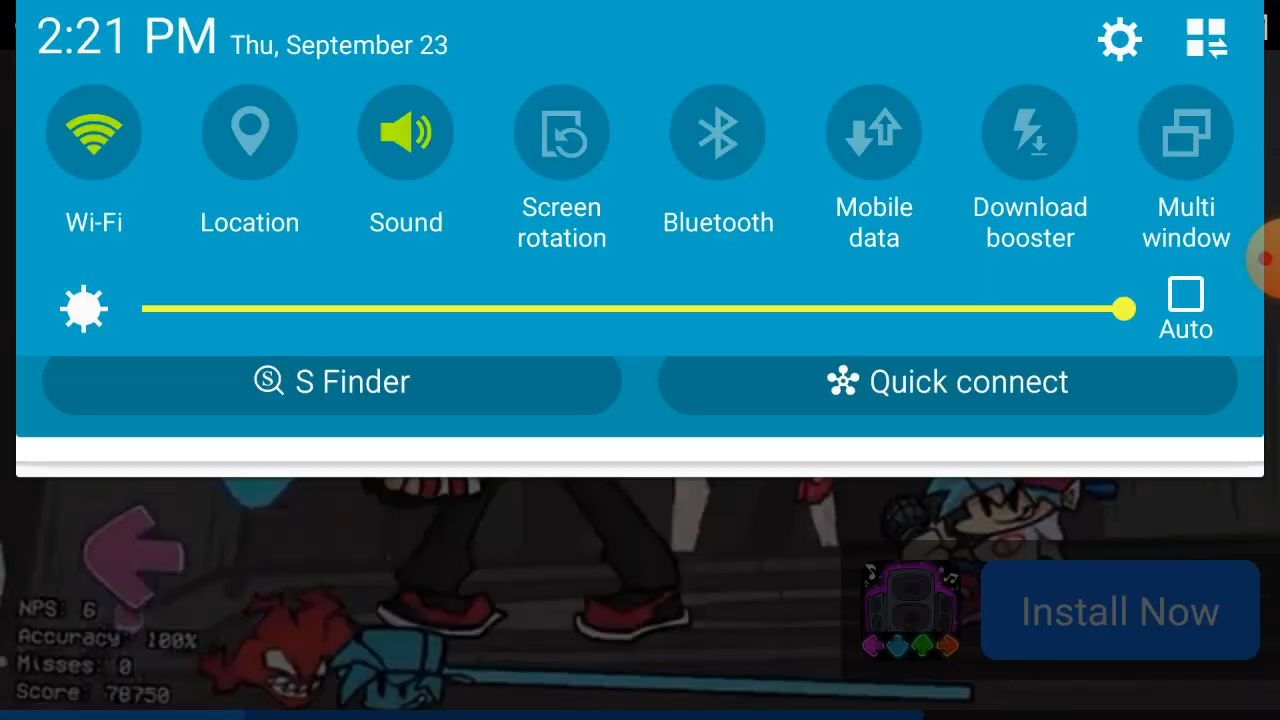 2:21 PM Thu, September 23
Wi-Fi
Location
Sound
Screen
rotation
Bluetooth
Mobile
data
Download
booster
Multi
window
Auto
S Finder
Quick connect
Install Now
NPS: 6
Accuracy: 100%
Misses: 0
Score: 78750